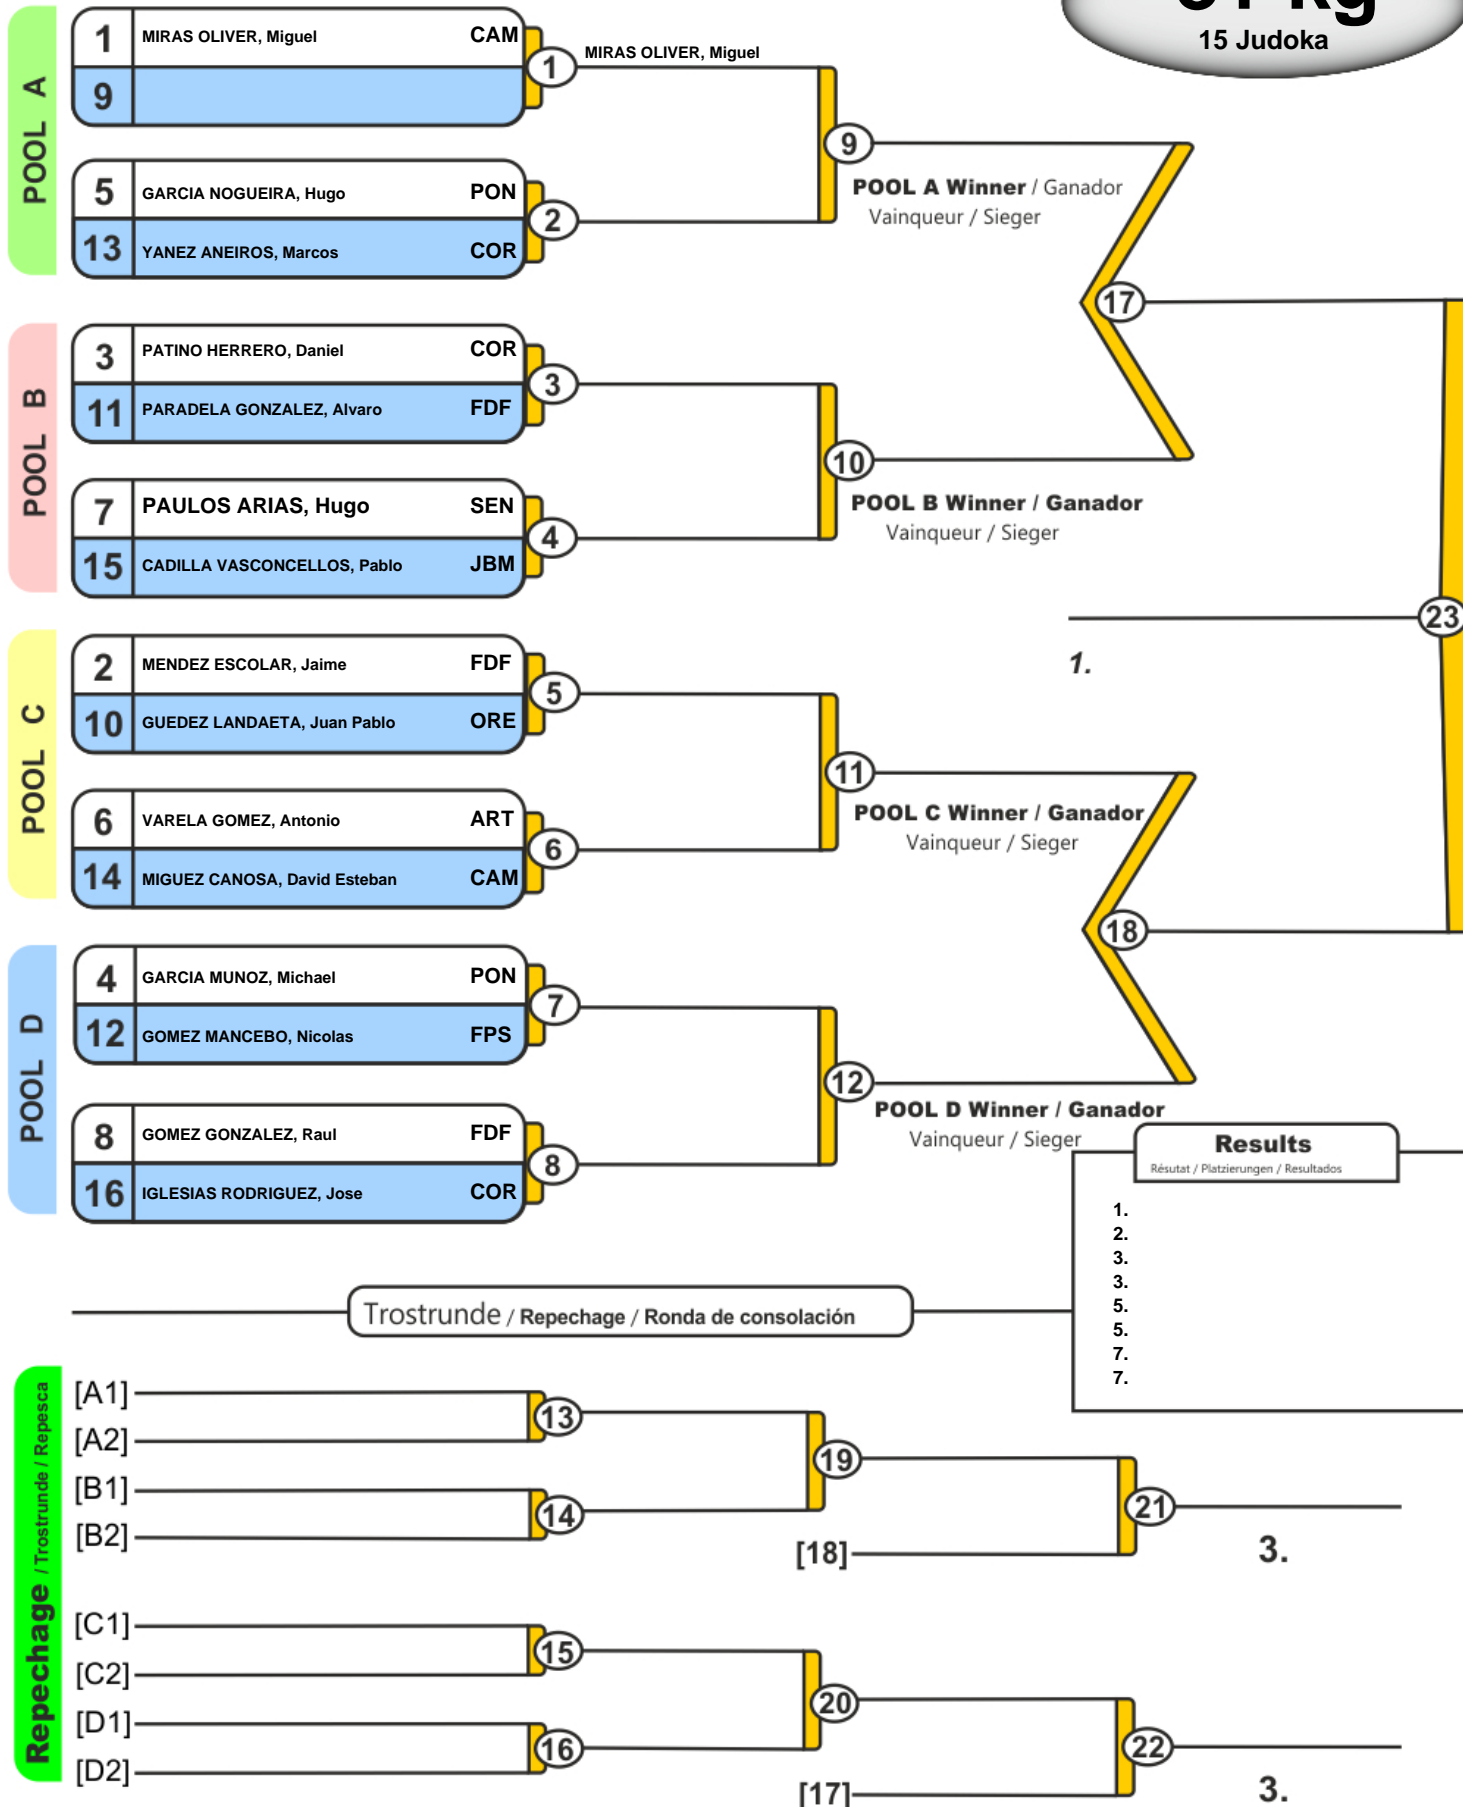 15 Judoka
POOL A
1 MIRAS OLIVER, Miguel CAM
9
1
MIRAS OLIVER, Miguel
5 GARCIA NOGUEIRA, Hugo PON
13 YANEZ ANEIROS, Marcos COR
2
9
POOL A Winner / Ganador
Vainqueur / Sieger
17
POOL B
3 PATINO HERRERO, Daniel COR
11 PARADELA GONZALEZ, Alvaro FDF
3
7 PAULOS ARIAS, Hugo SEN
15 CADILLA VASCONCELLOS, Pablo JBM
4
10
POOL B Winner / Ganador
Vainqueur / Sieger
23
1.
POOL C
2 MENDEZ ESCOLAR, Jaime FDF
10 GUEDEZ LANDAETA, Juan Pablo ORE
5
6 VARELA GOMEZ, Antonio ART
14 MIGUEZ CANOSA, David Esteban CAM
6
11
POOL C Winner / Ganador
Vainqueur / Sieger
18
POOL D
4 GARCIA MUNOZ, Michael PON
12 GOMEZ MANCEBO, Nicolas FPS
7
8 GOMEZ GONZALEZ, Raul FDF
16 IGLESIAS RODRIGUEZ, Jose COR
8
12
POOL D Winner / Ganador
Vainqueur / Sieger
Results
Résutat / Platzierungen / Resultados
1.
2.
3.
3.
5.
5.
7.
7.
Trostrunde / Repechage / Ronda de consolación
Repechage / Trostrunde / Repesca
[A1]
[A2]
13
[B1]
[B2]
14
19
[18]
21
3.
[C1]
[C2]
15
[D1]
[D2]
16
20
[17]
22
3.